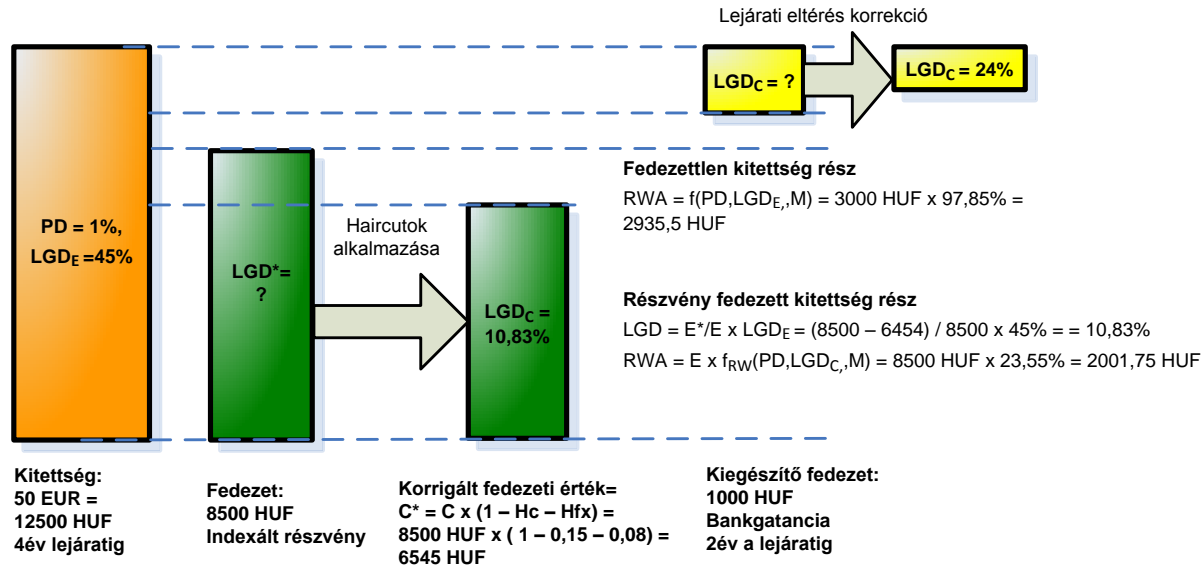 Lejárati eltérés korrekció
LGDC = ?
LGDC = 24%
PD = 1%,
LGDE =45%
LGD*=
?
Haircutok
alkalmazása
LGDC =
10,83%
Fedezettlen kitettség rész
RWA = f(PD,LGDE,,M) = 3000 HUF x 97,85% =
2935,5 HUF
Részvény fedezett kitettség rész
LGD = E*/E x LGDE = (8500 – 6454) / 8500 x 45% = = 10,83%
RWA = E x fRW(PD,LGDC,,M) = 8500 HUF x 23,55% = 2001,75 HUF
Kitettség:
50 EUR =
12500 HUF
4év lejáratig
Fedezet:
8500 HUF
Indexált részvény
Korrigált fedezeti érték=
C* = C x (1 – Hc – Hfx) =
8500 HUF x ( 1 – 0,15 – 0,08) =
6545 HUF
Kiegészítő fedezet:
1000 HUF
Bankgatancia
2év a lejáratig